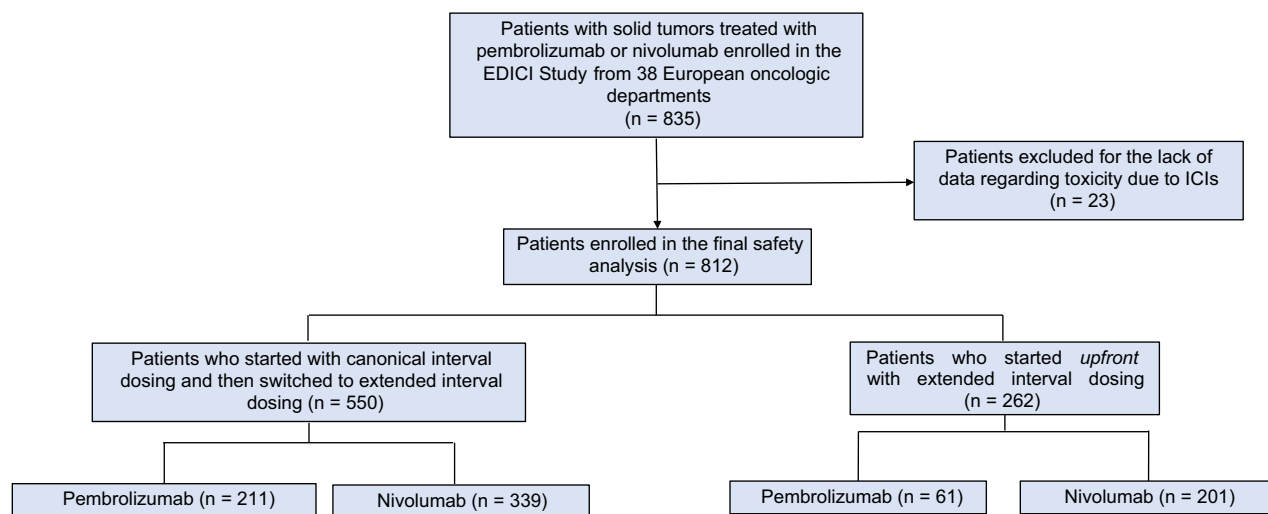 Patients with solid tumors treated with
pembrolizumab or nivolumab enrolled in the
EDICI Study from 38 European oncologic
departments
(n = 835)
Patients excluded for the lack of
data regarding toxicity due to ICIs
(n = 23)
Patients enrolled in the final safety
analysis (n = 812)
Patients who started with canonical interval
dosing and then switched to extended interval
dosing (n = 550)
Patients who started upfront
with extended interval dosing
(n = 262)
Pembrolizumab (n = 211)
Nivolumab (n = 339)
Pembrolizumab (n = 61)
Nivolumab (n = 201)